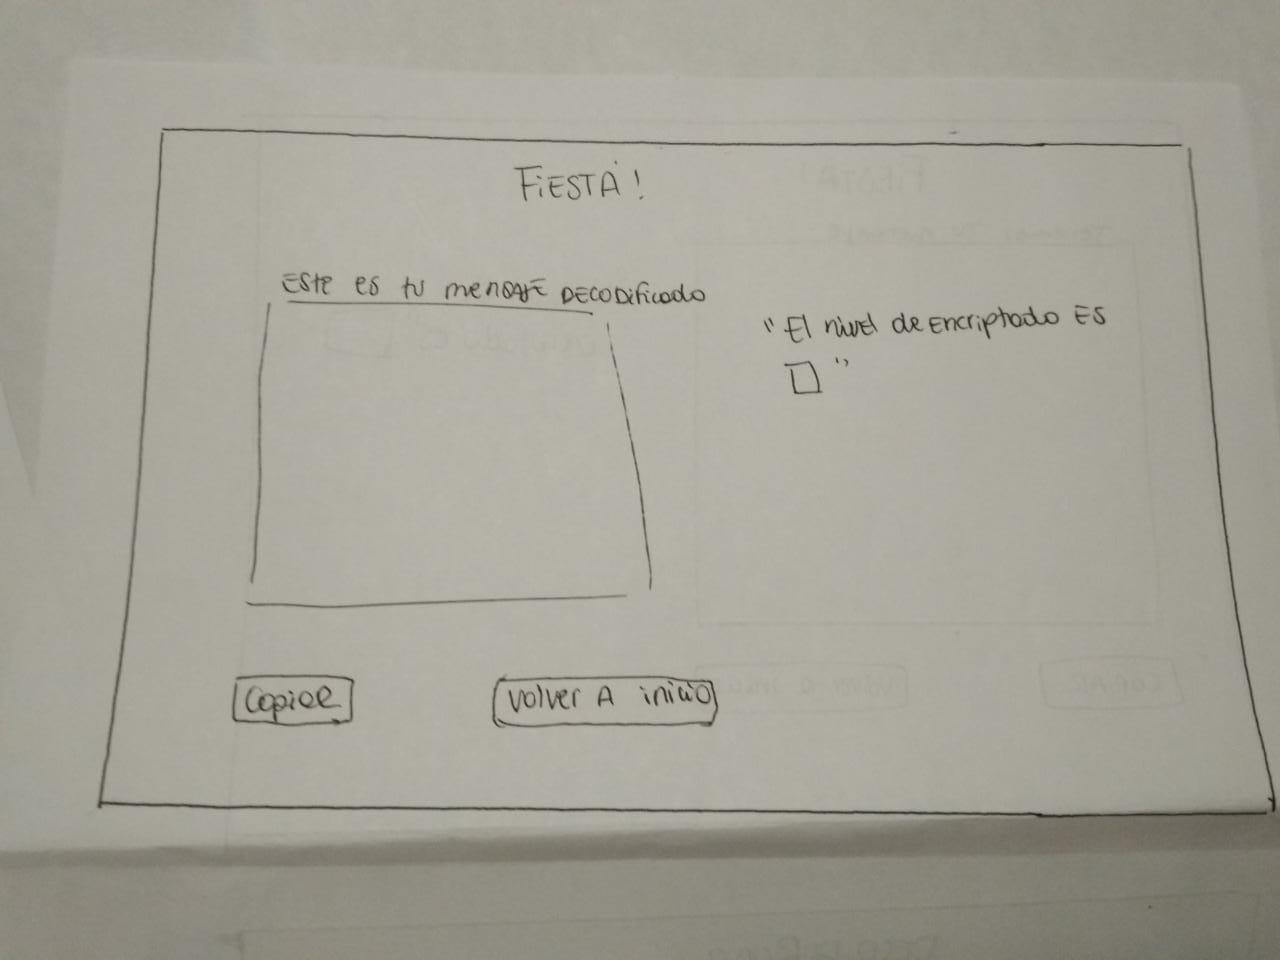 FiESTA!
Este es tu mensaje DECODificado
"El nivel de Encriptado ES
"
Copiar
Volver A inicio